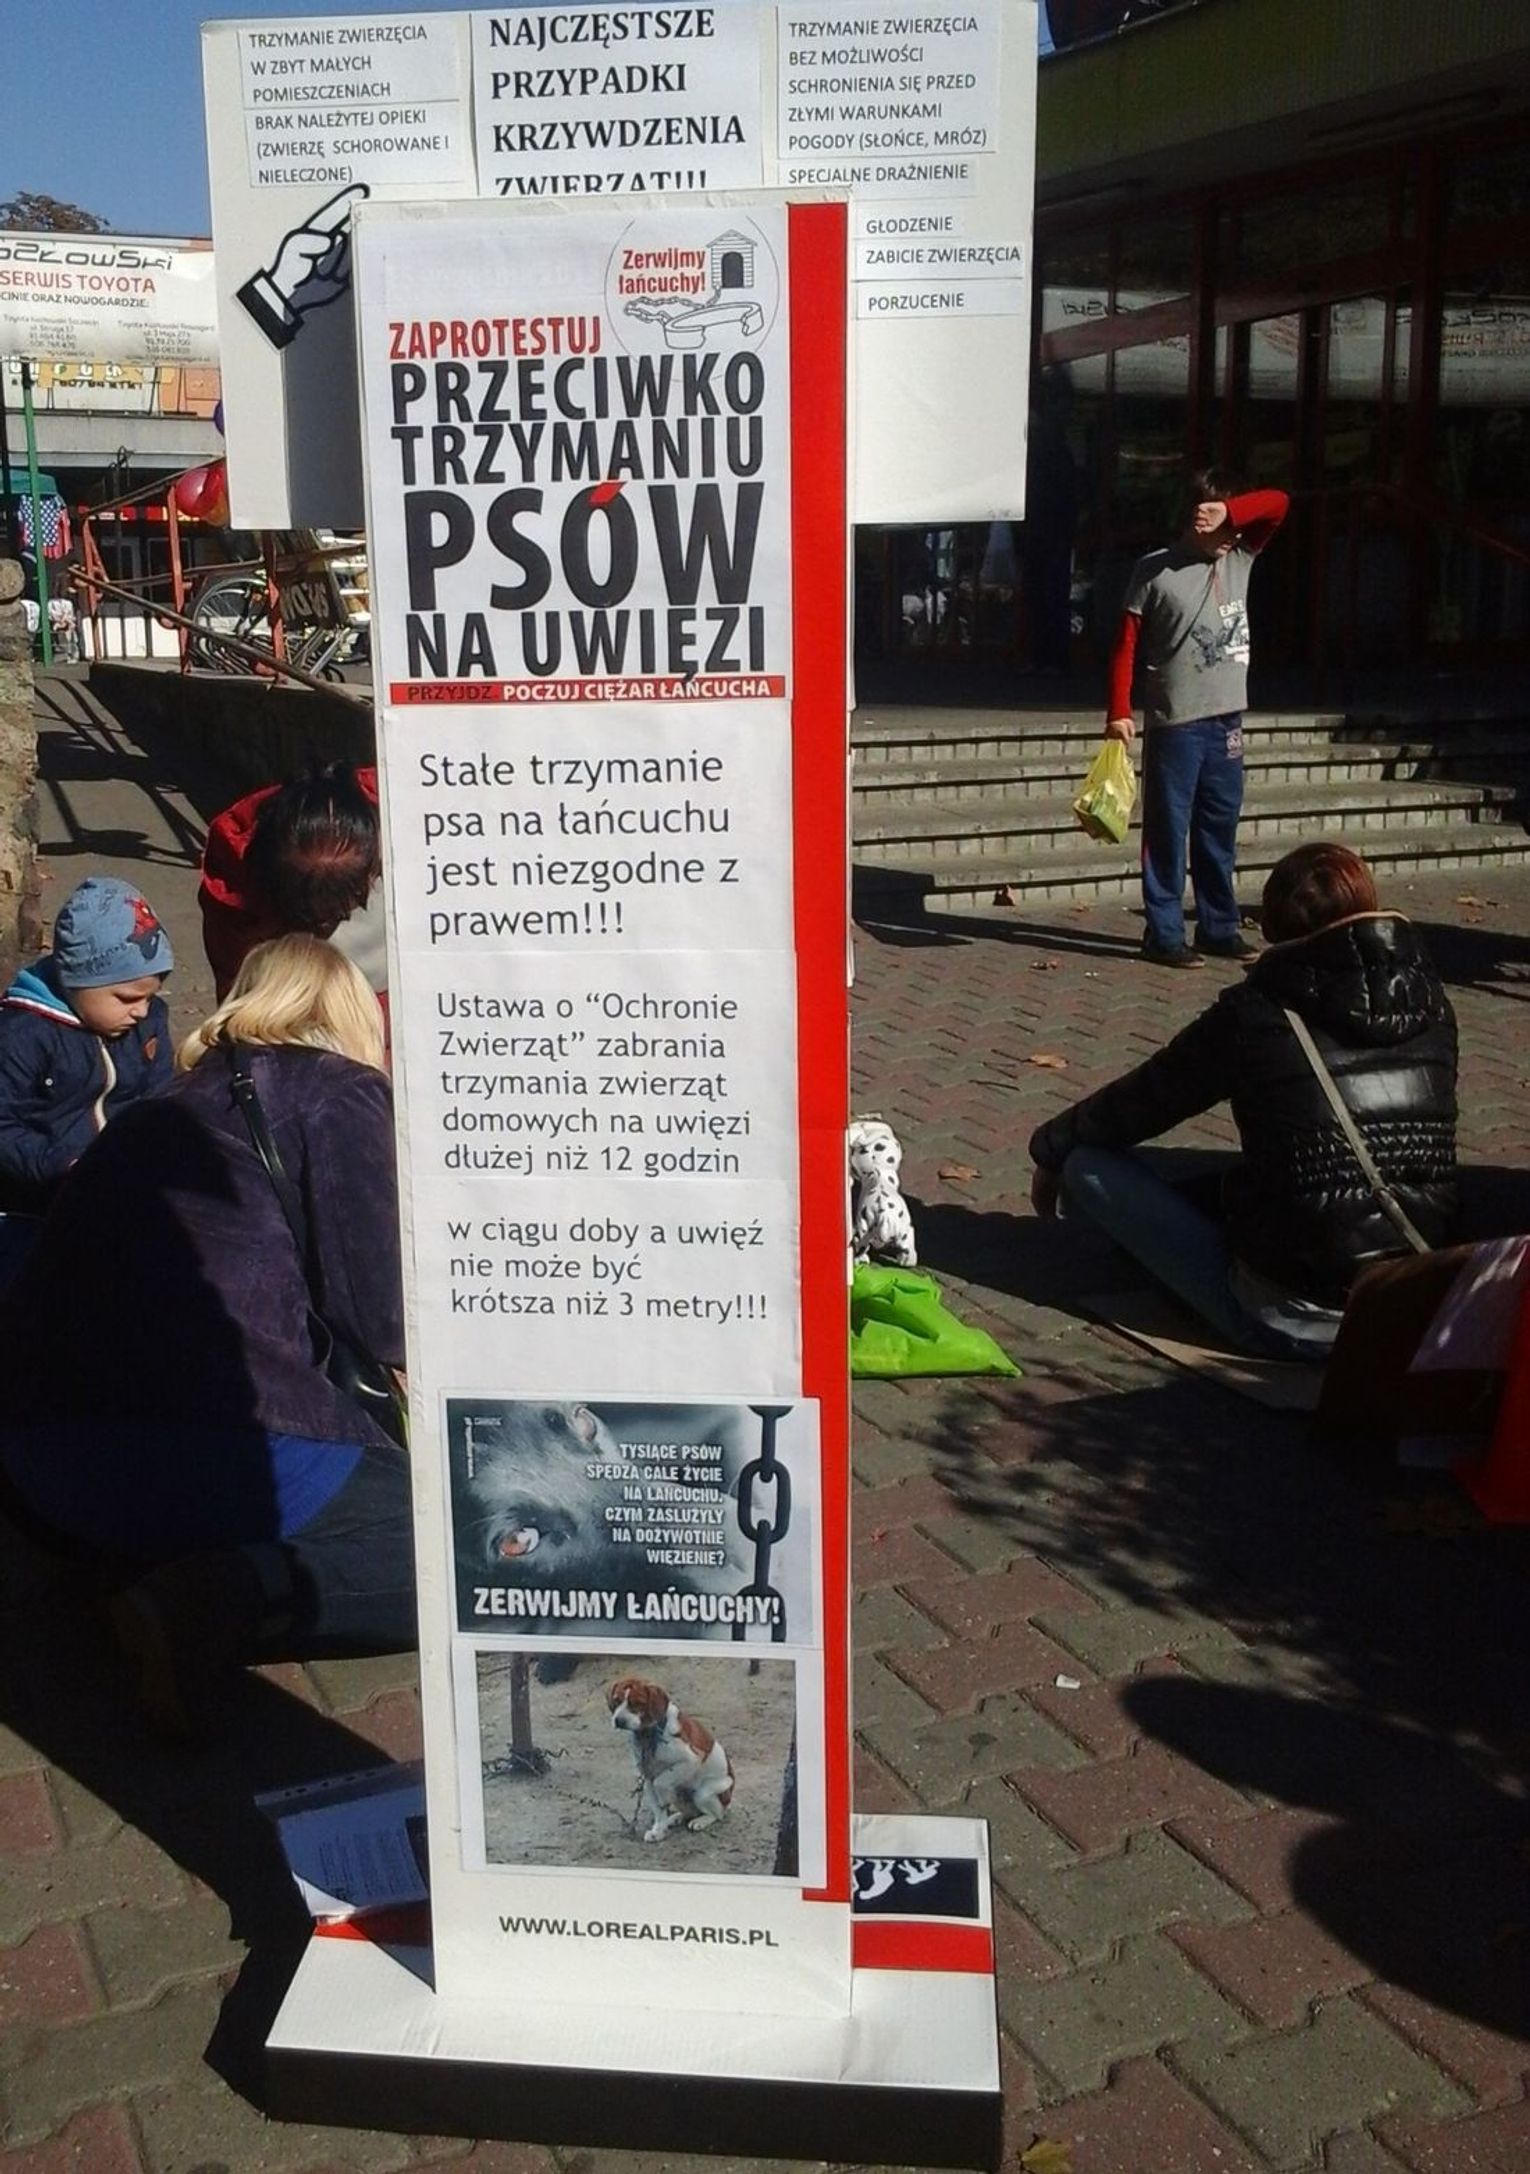 TRZYMANIE ZWIERZĘCIA
W ZBYT MAŁYCH
POMIESZCZENIACH
BRAK NALEŻYTEJ OPIEKI
(ZWIERZĘ SCHOROWANE I
NIELECZONE)
NAJCZĘSTSZE
PRZYPADKI
KRZYWDZENIA
ZWIERZĄT!!!
TRZYMANIE ZWIERZĘCIA
BEZ MOŻLIWOŚCI
SCHRONIENIA SIĘ PRZED
ZŁYMI WARUNKAMI
POGODY (SŁOŃCE, MRÓZ)
SPECJALNE DRAŻNIENIE
GŁODZENIE
ZABICIE ZWIERZĘCIA
PORZUCENIE
SERWIS TOYOTA
CINIE ORAZ NOWOGARDZIE:
Zerwijmy
łańcuchy!
ZAPROTESTUJ
PRZECIWKO
TRZYMANIU
PSÓW
NA UWIĘZI
PRZYJDZ POCZUJ CIĘŻAR ŁAŃCUCHA
Stałe trzymanie
psa na łańcuchu
jest niezgodne z
prawem!!!
Ustawa o “Ochronie
Zwierząt” zabrania
trzymania zwierząt
domowych na uwięzi
dłużej niż 12 godzin
w ciągu doby a uwięź
nie może być
krótsza niż 3 metry!!!
TYSIĄCE PSÓW
SPĘDZA CAŁE ŻYCIE
NA ŁAŃCUCHU.
CZYM ZASŁUŻYŁY
NA DOŻYWOTNIE
WIĘZIENIE?
ZERWIJMY ŁAŃCUCHY!
WWW.LOREALPARIS.PL